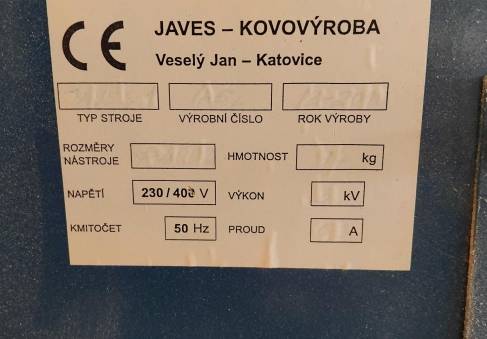 CE JAVES – KOVOVÝROBA
Veselý Jan – Katovice
TYP STROJE VÝROBNÍ ČÍSLO ROK VÝROBY
ROZMĚRY
NÁSTROJE HMOTNOST kg
NAPĚTÍ 230 / 400 V VÝKON kV
KMITOČET 50 Hz PROUD A